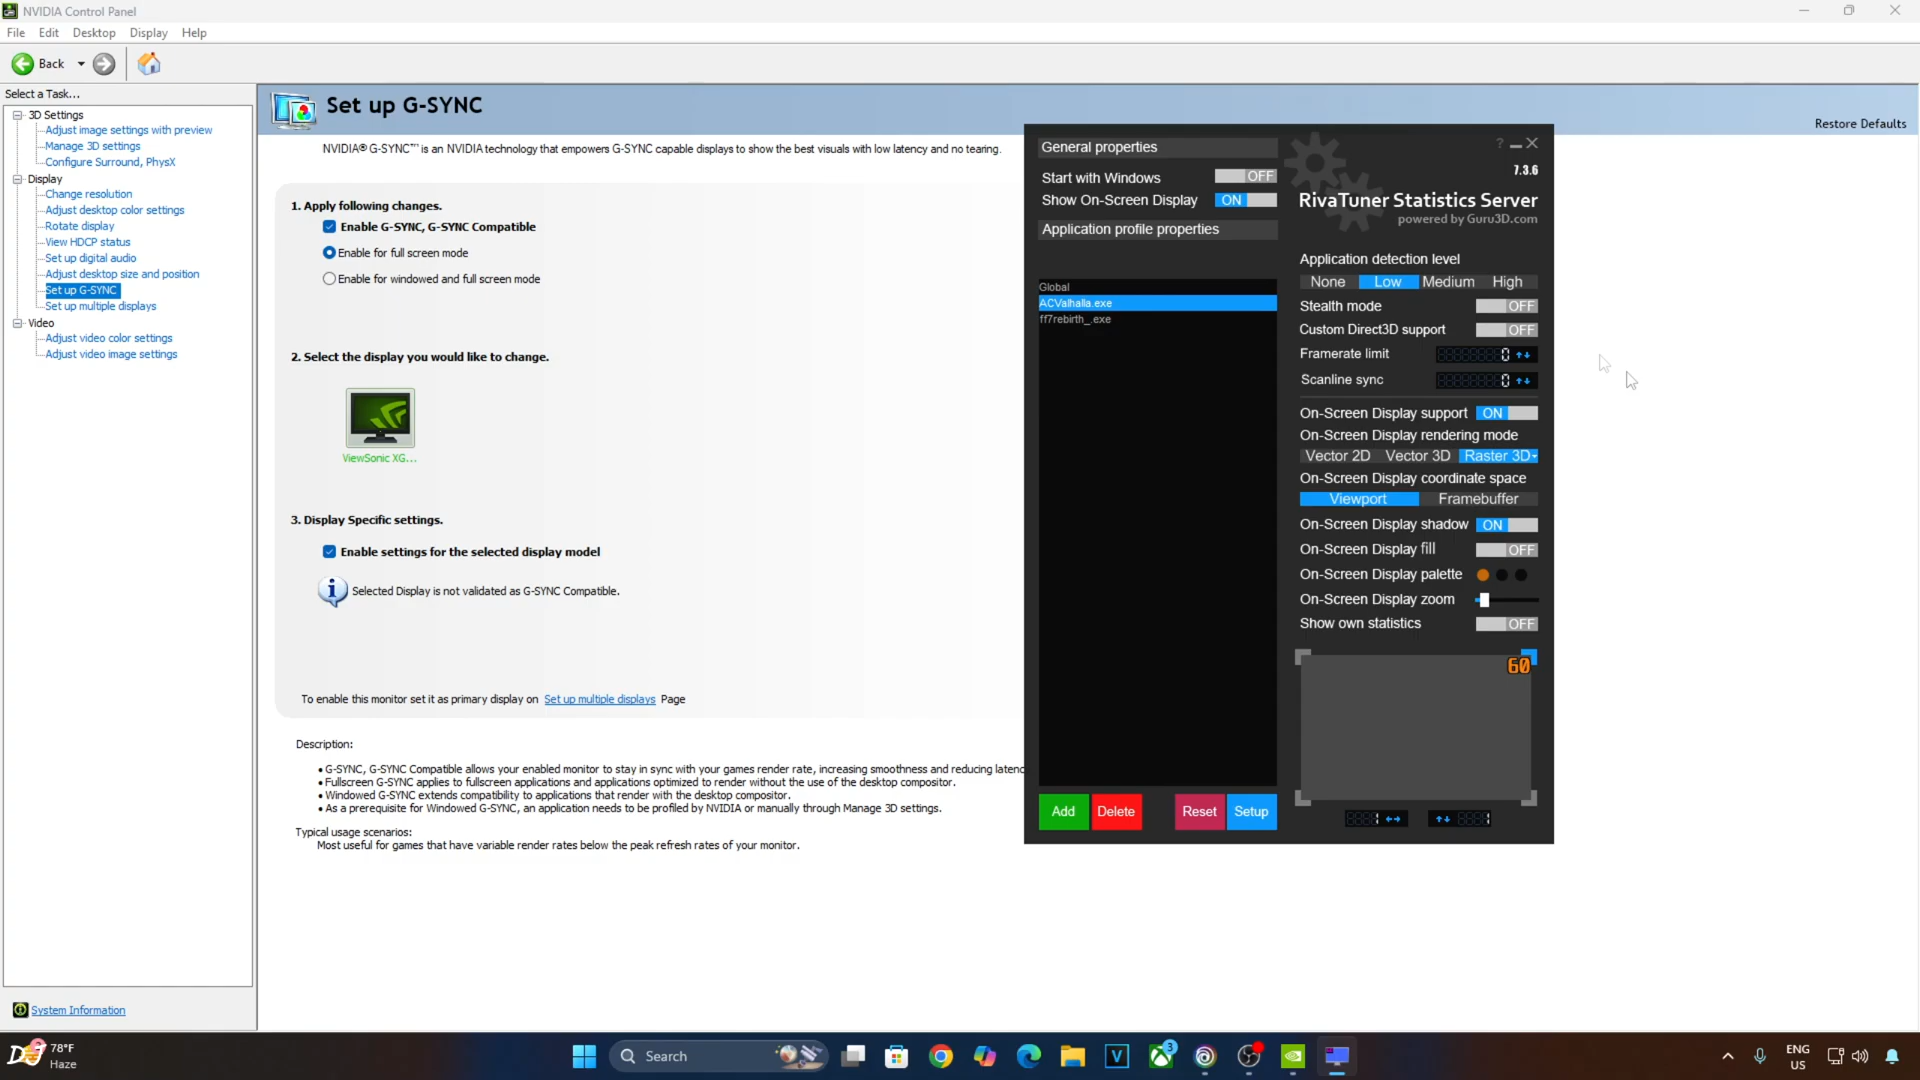 NVIDIA Control Panel
File Edit Desktop Display Help
Back
Select a Task...
3D Settings
Adjust image settings with preview
Manage 3D settings
Configure Surround, PhysX
Display
Change resolution
Adjust desktop color settings
Rotate display
View HDCP status
Set up digital audio
Adjust desktop size and position
Set up G-SYNC
Set up multiple displays
Video
Adjust video color settings
Adjust video image settings
System Information
Set up G-SYNC
Restore Defaults
NVIDIA® G-SYNC™ is an NVIDIA technology that empowers G-SYNC capable displays to show the best visuals with low latency and no tearing.
1. Apply following changes.
Enable G-SYNC, G-SYNC Compatible
Enable for full screen mode
Enable for windowed and full screen mode
2. Select the display you would like to change.
ViewSonic XG...
3. Display Specific settings.
Enable settings for the selected display model
Selected Display is not validated as G-SYNC Compatible.
To enable this monitor set it as primary display on Set up multiple displays Page
Description:
• G-SYNC, G-SYNC Compatible allows your enabled monitor to stay in sync with your games render rate, increasing smoothness and reducing latenc
• Fullscreen G-SYNC applies to fullscreen applications and applications optimized to render without the use of the desktop compositor.
• Windowed G-SYNC extends compatibility to applications that render with the desktop compositor.
• As a prerequisite for Windowed G-SYNC, an application needs to be profiled by NVIDIA or manually through Manage 3D settings.
Typical usage scenarios:
Most useful for games that have variable render rates below the peak refresh rates of your monitor.
General properties
Start with Windows OFF
Show On-Screen Display ON
Application profile properties
Global
ACValhalla.exe
ff7rebirth_.exe
Add Delete Reset Setup
?
7.3.6
RivaTuner Statistics Server
powered by Guru3D.com
Application detection level
None Low Medium High
Stealth mode OFF
Custom Direct3D support OFF
Framerate limit 0
Scanline sync 0
On-Screen Display support ON
On-Screen Display rendering mode
Vector 2D Vector 3D Raster 3D
On-Screen Display coordinate space
Viewport Framebuffer
On-Screen Display shadow ON
On-Screen Display fill OFF
On-Screen Display palette
On-Screen Display zoom
Show own statistics OFF
60
1 1
78°F
Haze
Search
V
3
ENG
US